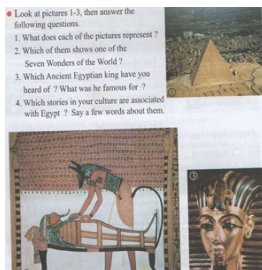 Look at pictures 1-3, then answer the
following questions.
1. What does each of the pictures represent ?
2. Which of them shows one of the
Seven Wonders of the World ?
3. Which Ancient Egyptian king have you
heard of ? What was he famous for ?
4. Which stories in your culture are associated
with Egypt ? Say a few words about them.
1
3